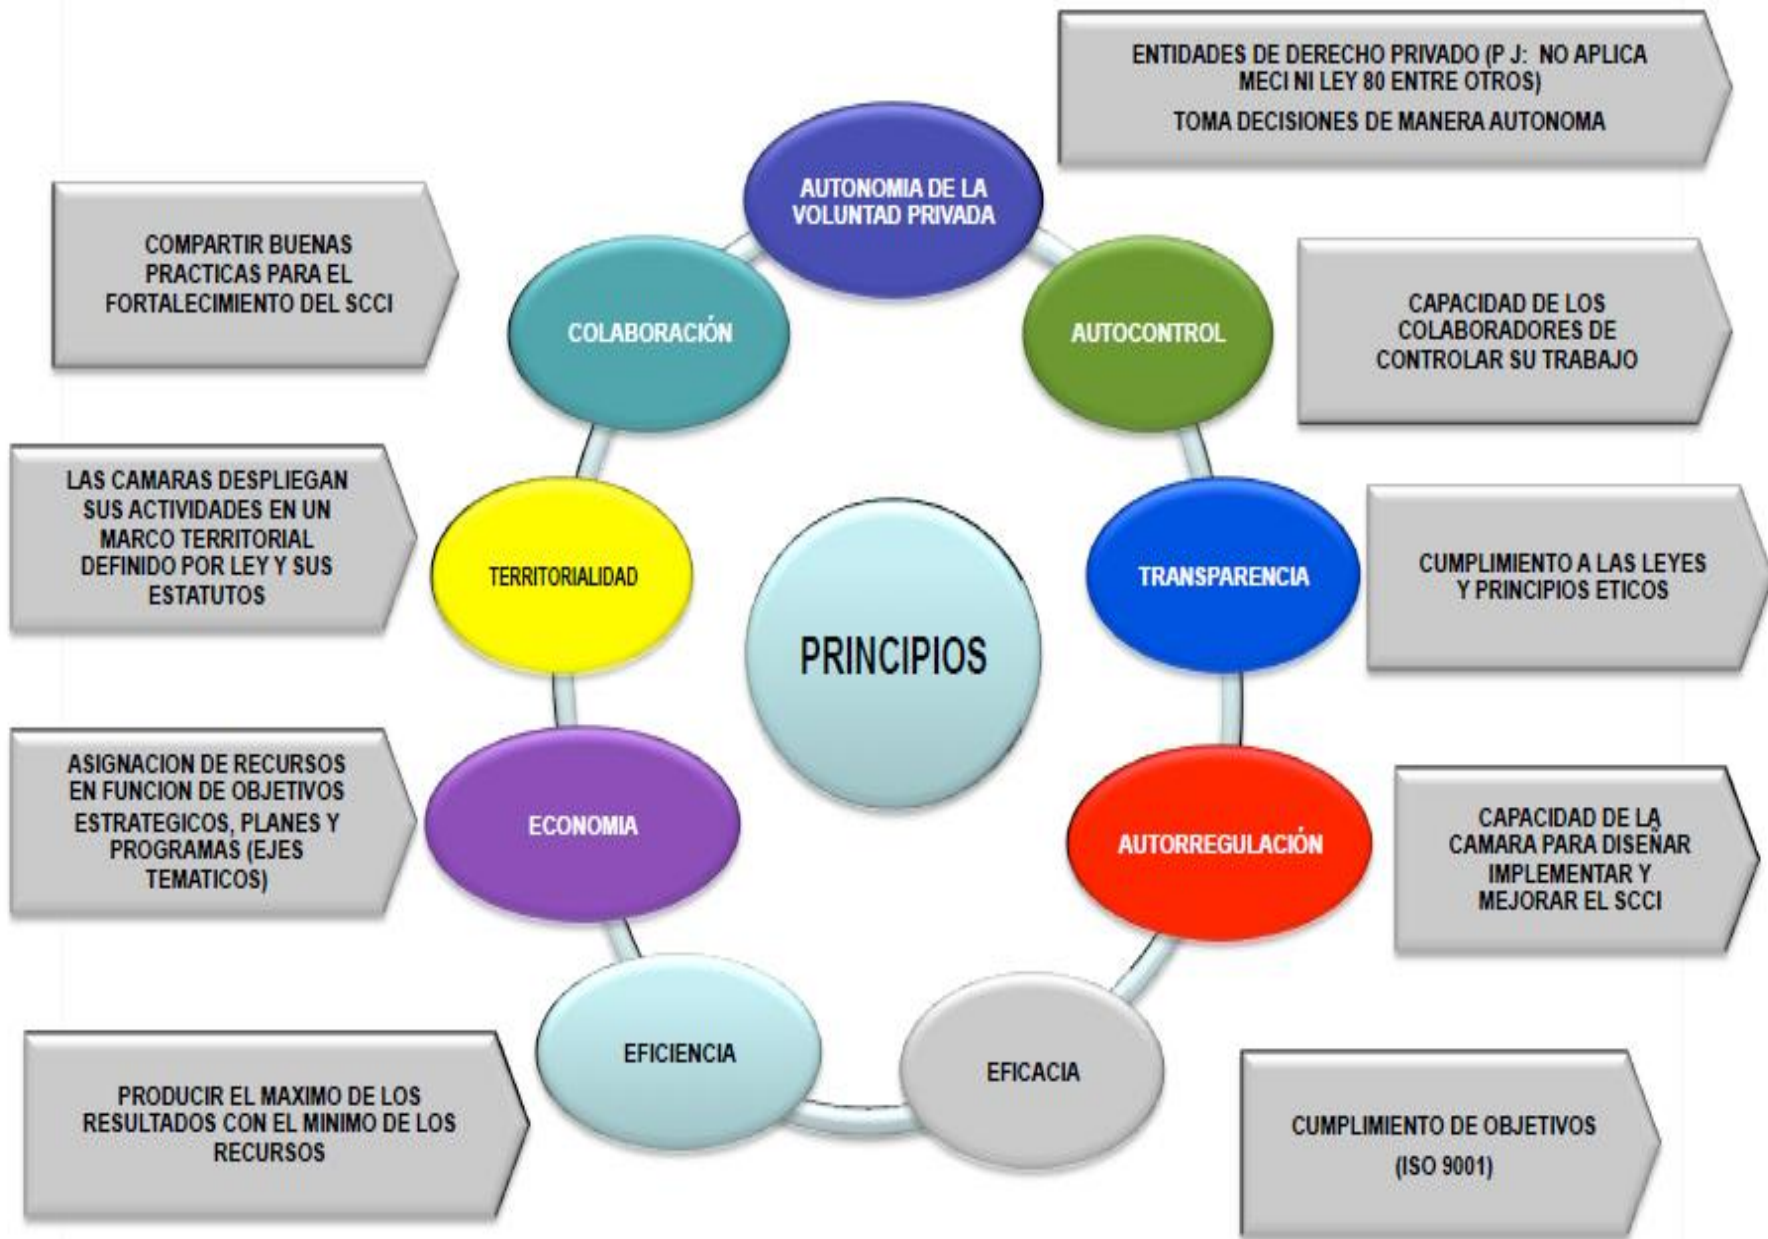 ENTIDADES DE DERECHO PRIVADO (P J: NO APLICA
MECI NI LEY 80 ENTRE OTROS)
TOMA DECISIONES DE MANERA AUTONOMA
AUTONOMIA DE LA
VOLUNTAD PRIVADA
COMPARTIR BUENAS
PRACTICAS PARA EL
FORTALECIMIENTO DEL SCCI
COLABORACIÓN
AUTOCONTROL
CAPACIDAD DE LOS
COLABORADORES DE
CONTROLAR SU TRABAJO
LAS CAMARAS DESPLIEGAN
SUS ACTIVIDADES EN UN
MARCO TERRITORIAL
DEFINIDO POR LEY Y SUS
ESTATUTOS
TERRITORIALIDAD
TRANSPARENCIA
CUMPLIMIENTO A LAS LEYES
Y PRINCIPIOS ETICOS
PRINCIPIOS
ASIGNACION DE RECURSOS
EN FUNCION DE OBJETIVOS
ESTRATEGICOS, PLANES Y
PROGRAMAS (EJES
TEMATICOS)
ECONOMIA
AUTORREGULACIÓN
CAPACIDAD DE LA
CAMARA PARA DISEÑAR
IMPLEMENTAR Y
MEJORAR EL SCCI
EFICIENCIA
EFICACIA
PRODUCIR EL MAXIMO DE LOS
RESULTADOS CON EL MINIMO DE LOS
RECURSOS
CUMPLIMIENTO DE OBJETIVOS
(ISO 9001)